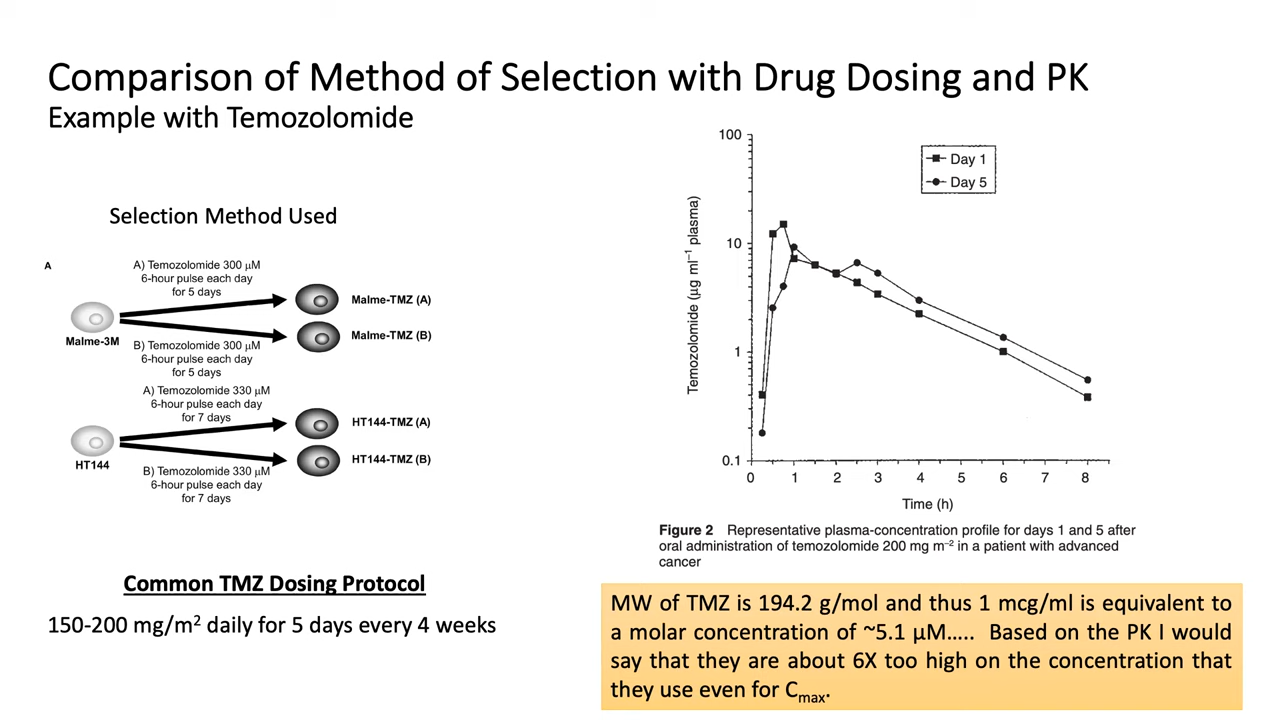 Comparison of Method of Selection with Drug Dosing and PK
Example with Temozolomide
Selection Method Used
A
A) Temozolomide 300 μM
6-hour pulse each day
for 5 days
Malme-TMZ (A)
Malme-3M
B) Temozolomide 300 μM
6-hour pulse each day
for 5 days
Malme-TMZ (B)
A) Temozolomide 330 μM
6-hour pulse each day
for 7 days
HT144-TMZ (A)
HT144
B) Temozolomide 330 μM
6-hour pulse each day
for 7 days
HT144-TMZ (B)
Common TMZ Dosing Protocol
150-200 mg/m² daily for 5 days every 4 weeks
Temozolomide (μg ml⁻¹ plasma)
100
10
1
0.1
Day 1
Day 5
0 1 2 3 4 5 6 7 8
Time (h)
Figure 2 Representative plasma-concentration profile for days 1 and 5 after
oral administration of temozolomide 200 mg m⁻² in a patient with advanced
cancer
MW of TMZ is 194.2 g/mol and thus 1 mcg/ml is equivalent to
a molar concentration of ~5.1 μM..... Based on the PK I would
say that they are about 6X too high on the concentration that
they use even for Cmax.